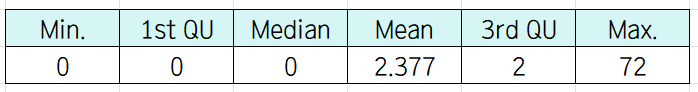 Min. 1st QU Median Mean 3rd QU Max.
0 0 0 2.377 2 72